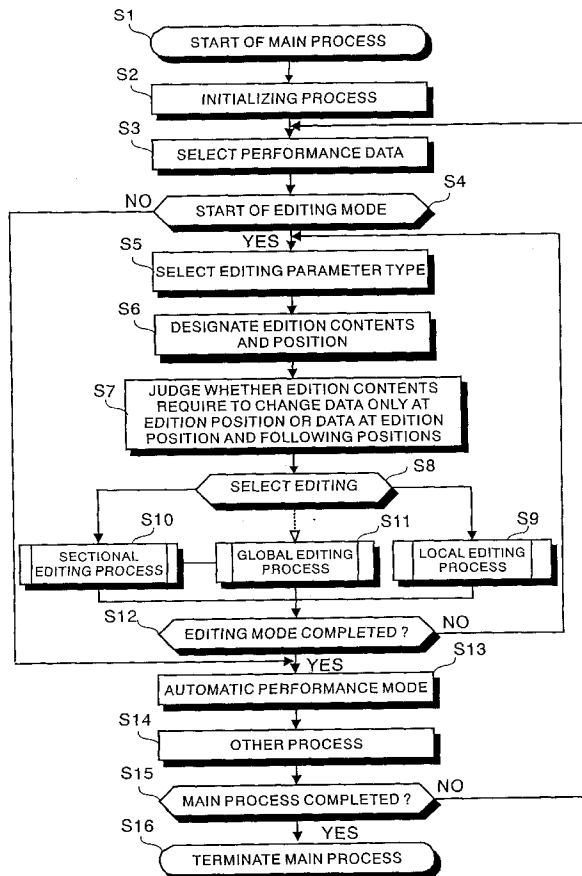 S1
START OF MAIN PROCESS
S2
INITIALIZING PROCESS
S3
SELECT PERFORMANCE DATA
S4
NO
START OF EDITING MODE
YES
S5
SELECT EDITING PARAMETER TYPE
S6
DESIGNATE EDITION CONTENTS
AND POSITION
S7
JUDGE WHETHER EDITION CONTENTS
REQUIRE TO CHANGE DATA ONLY AT
EDITION POSITION OR DATA AT EDITION
POSITION AND FOLLOWING POSITIONS
S8
SELECT EDITING
S10
SECTIONAL
EDITING PROCESS
S11
GLOBAL EDITING
PROCESS
S9
LOCAL EDITING
PROCESS
S12
EDITING MODE COMPLETED ?
NO
YES
S13
AUTOMATIC PERFORMANCE MODE
S14
OTHER PROCESS
S15
MAIN PROCESS COMPLETED ?
NO
YES
S16
TERMINATE MAIN PROCESS